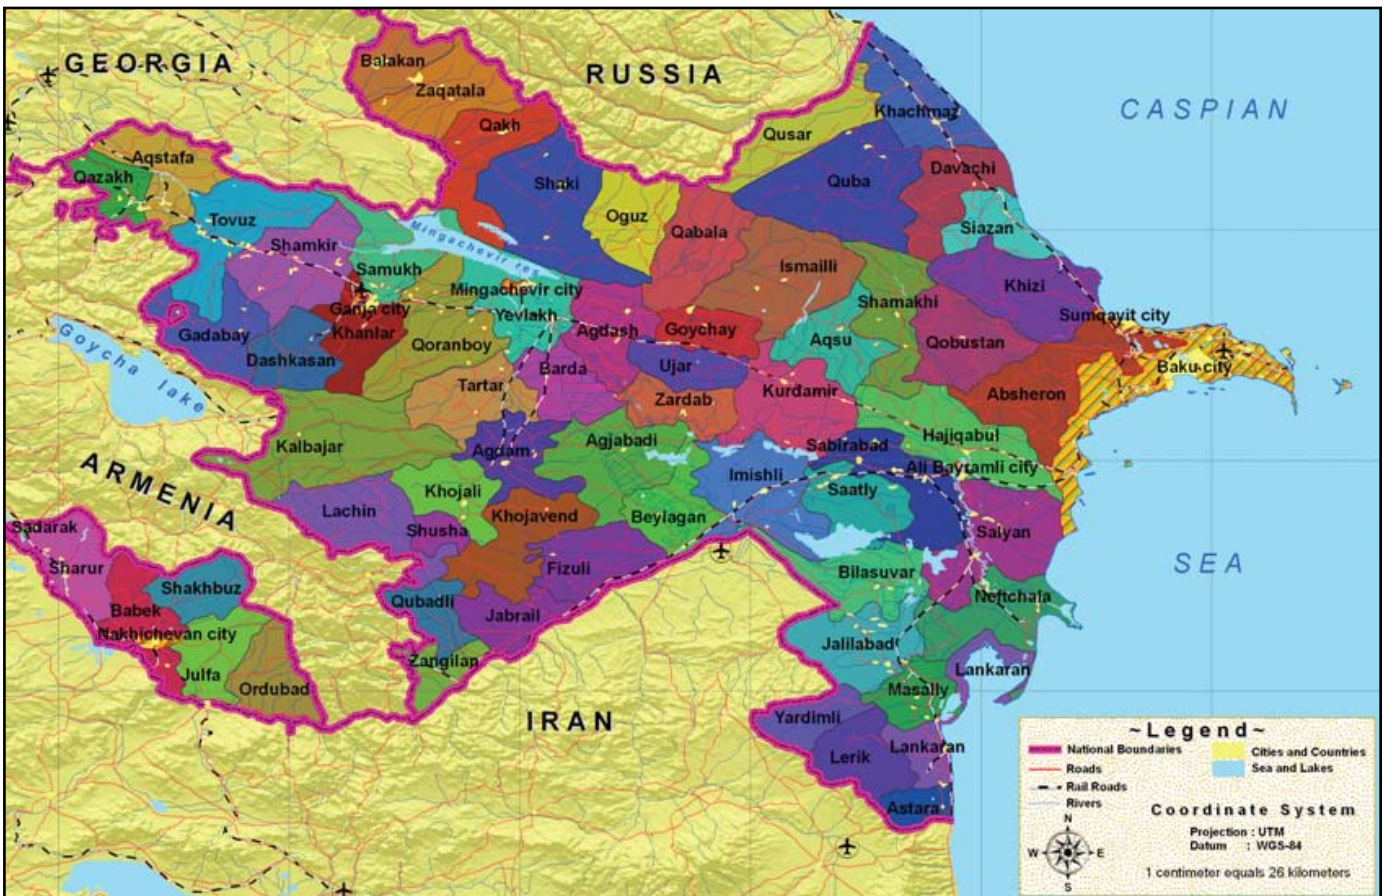 GEORGIA
RUSSIA
CASPIAN
SEA
ARMENIA
IRAN
Goycha lake
Mingachevir res.
Balakan
Zaqatala
Qakh
Shaki
Oguz
Qabala
Qusar
Khachmaz
Quba
Davachi
Siazan
Khizi
Aqstafa
Qazakh
Tovuz
Shamkir
Samukh
Ganja city
Khanlar
Gadabay
Dashkasan
Qoranboy
Mingachevir city
Yevlakh
Agdash
Goychay
Ujar
Ismailli
Shamakhi
Aqsu
Qobustan
Sumqayit city
Baku city
Absheron
Tartar
Barda
Zardab
Kurdamir
Hajiqabul
Kalbajar
Agdam
Agjabadi
Imishli
Sabirabad
Ali Bayramli city
Saatly
Lachin
Khojali
Shusha
Khojavend
Beylagan
Salyan
Fizuli
Bilasuvar
Neftchala
Qubadli
Jabrail
Zangilan
Jalilabad
Lankaran
Masally
Yardimli
Lerik
Lankaran
Astara
Sadarak
Sharur
Babek
Shakhbuz
Nakhichevan city
Julfa
Ordubad
~Legend~
National Boundaries
Roads
Rail Roads
Rivers
Cities and Countries
Sea and Lakes
N
W
E
S
Coordinate System
Projection : UTM
Datum : WGS-84
1 centimeter equals 26 kilometers